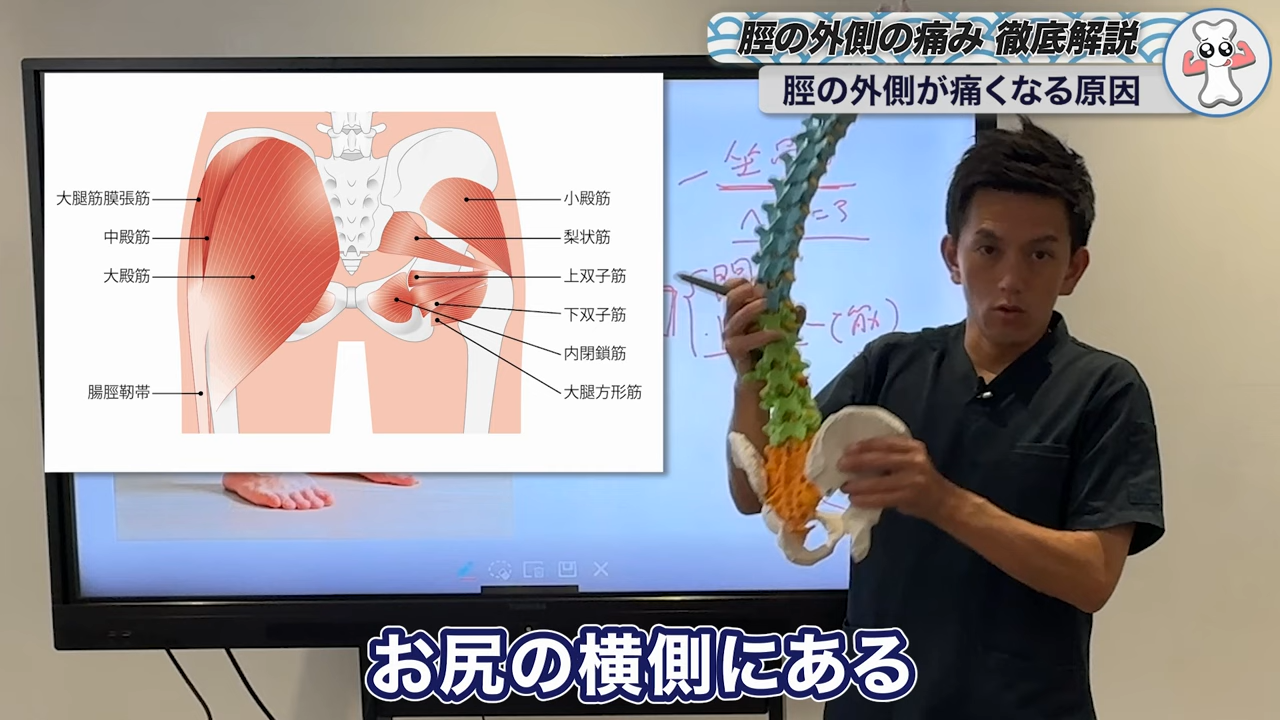 脛の外側の痛み 徹底解説
脛の外側が痛くなる原因
大腿筋膜張筋
中殿筋
大殿筋
腸脛靭帯
小殿筋
梨状筋
上双子筋
下双子筋
内閉鎖筋
大腿方形筋
お尻の横側にある